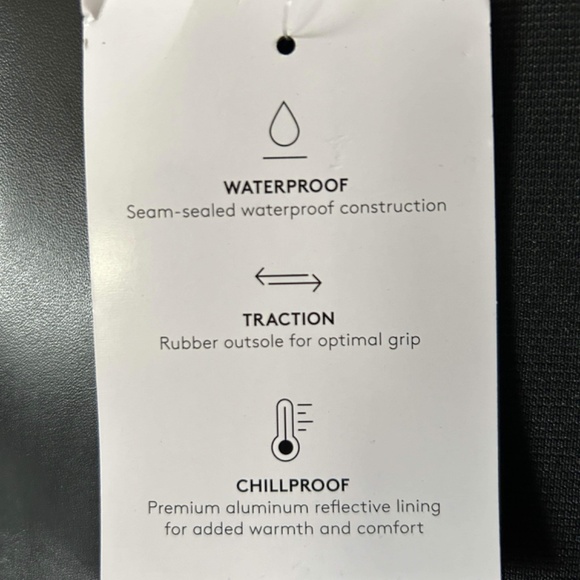 WATERPROOF
Seam-sealed waterproof construction
TRACTION
Rubber outsole for optimal grip
CHILLPROOF
Premium aluminum reflective lining
for added warmth and comfort